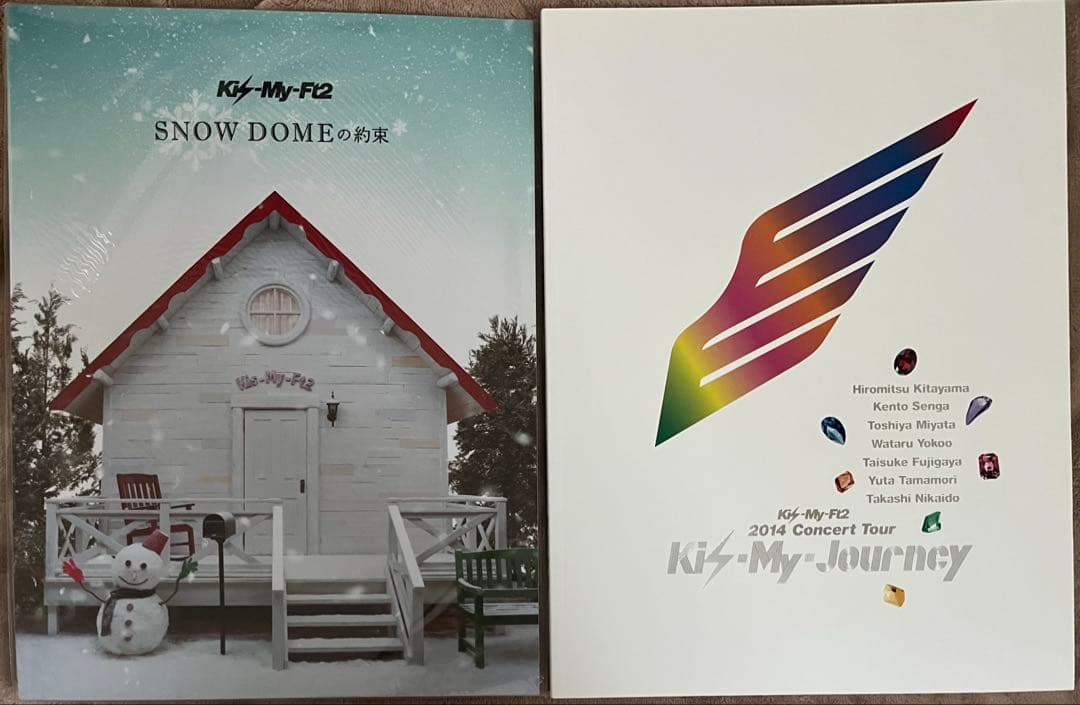 Kis-My-Ft2
SNOW DOMEの約束
Kis-My-Ft2
Hiromitsu Kitayama
Kento Senga
Toshiya Miyata
Wataru Yokoo
Taisuke Fujigaya
Yuta Tamamori
Takashi Nikaido
Kis-My-Ft2
2014 Concert Tour
Kis-My-Journey